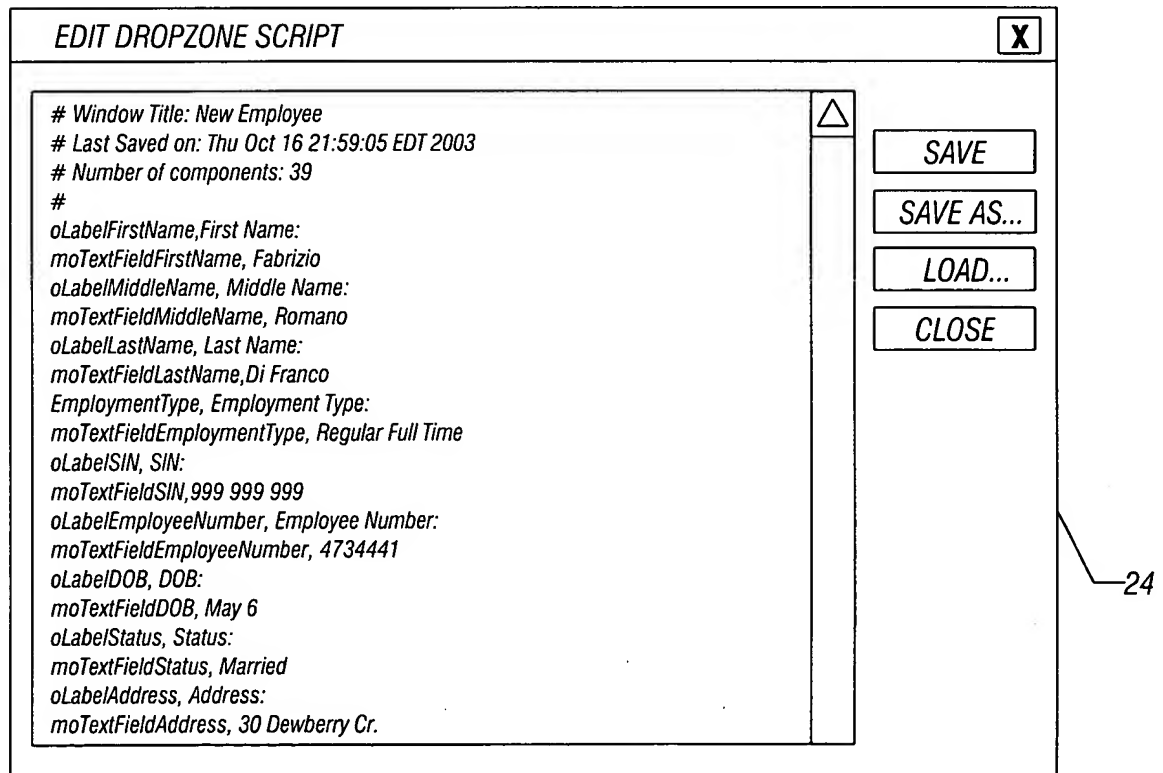 EDIT DROPZONE SCRIPT
X
# Window Title: New Employee
# Last Saved on: Thu Oct 16 21:59:05 EDT 2003
# Number of components: 39
#
oLabelFirstName,First Name:
moTextFieldFirstName, Fabrizio
oLabelMiddleName, Middle Name:
moTextFieldMiddleName, Romano
oLabelLastName, Last Name:
moTextFieldLastName,Di Franco
EmploymentType, Employment Type:
moTextFieldEmploymentType, Regular Full Time
oLabelSIN, SIN:
moTextFieldSIN,999 999 999
oLabelEmployeeNumber, Employee Number:
moTextFieldEmployeeNumber, 4734441
oLabelDOB, DOB:
moTextFieldDOB, May 6
oLabelStatus, Status:
moTextFieldStatus, Married
oLabelAddress, Address:
moTextFieldAddress, 30 Dewberry Cr.
SAVE
SAVE AS...
LOAD...
CLOSE
24